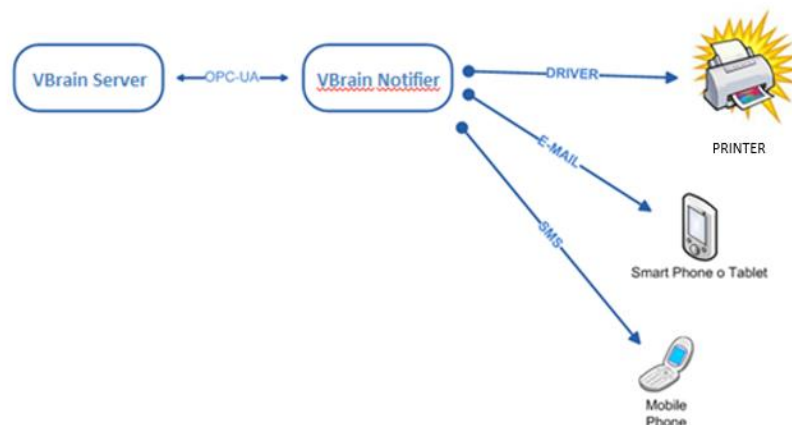 VBrain Server
OPC-UA
VBrain Notifier
DRIVER
PRINTER
E-MAIL
Smart Phone o Tablet
SMS
Mobile
Phone